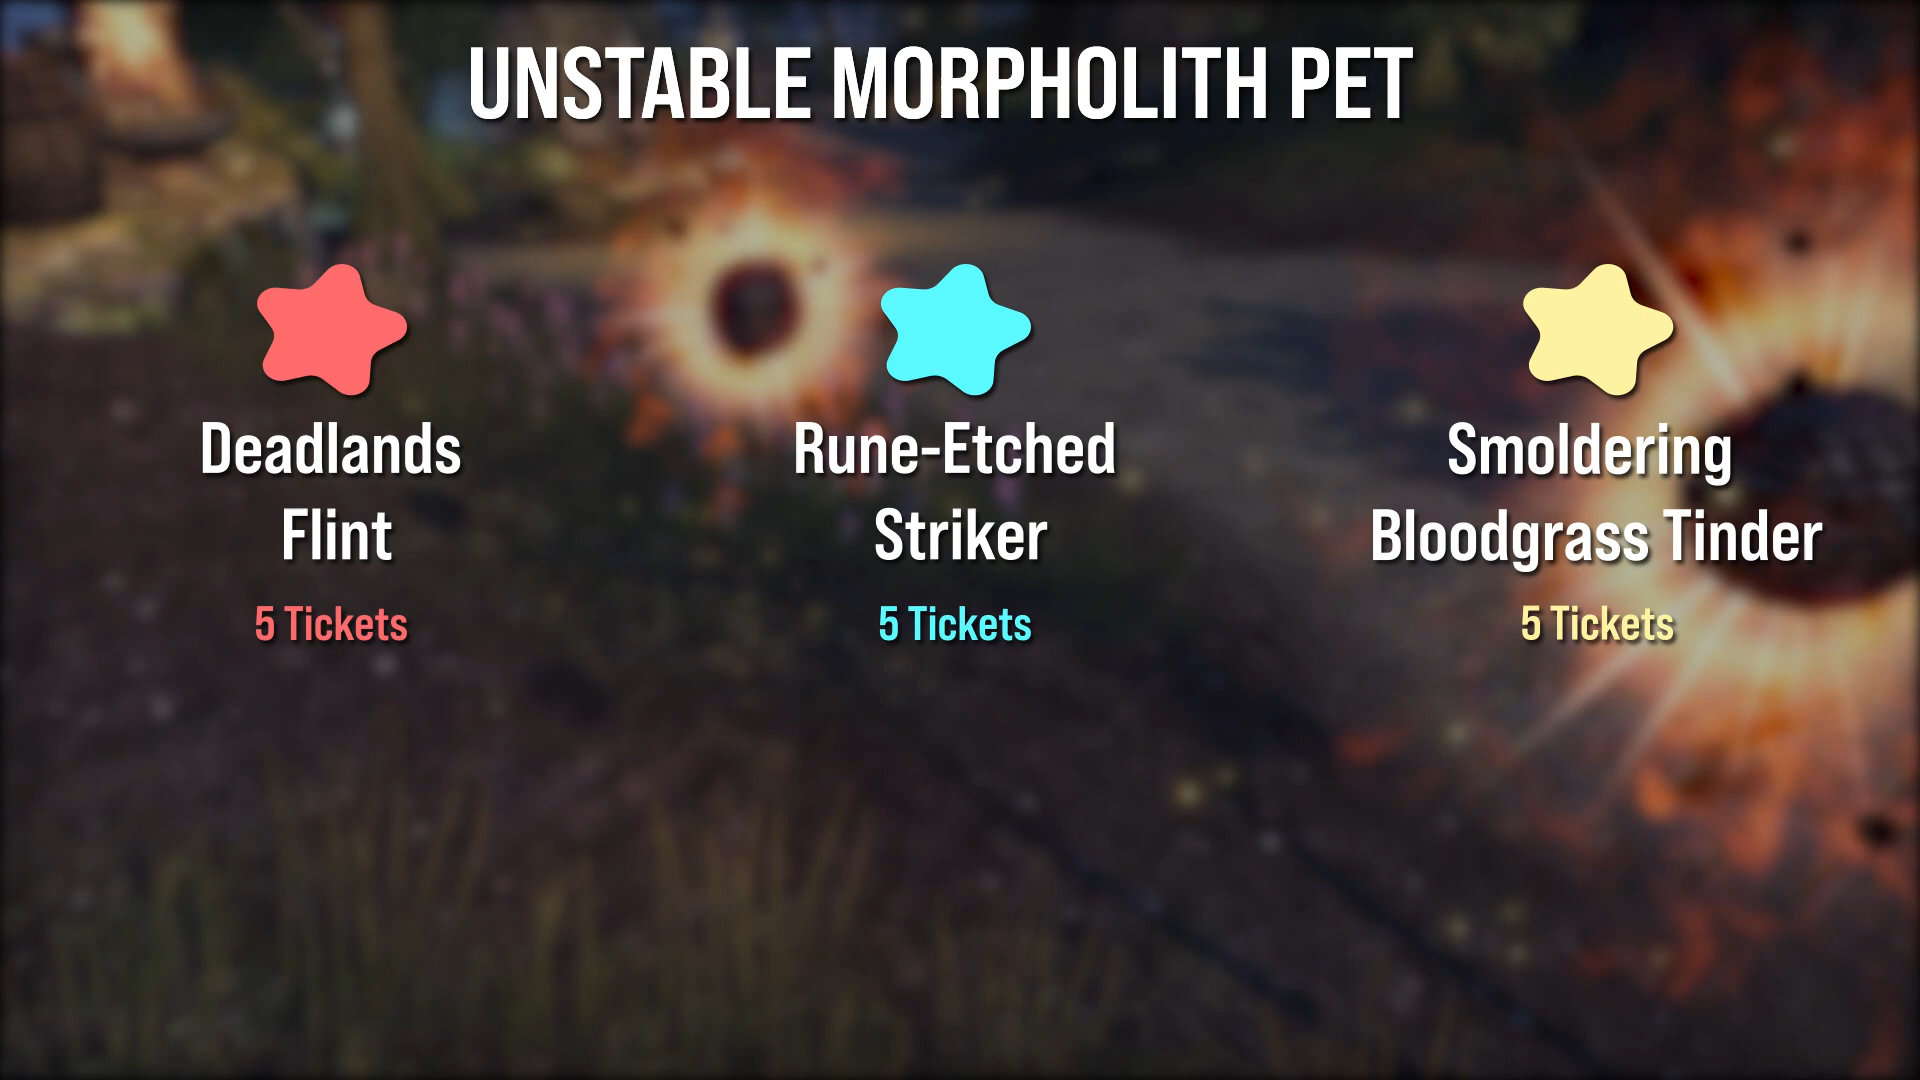 UNSTABLE MORPHOLITH PET
Deadlands
Flint
5 Tickets
Rune-Etched
Striker
5 Tickets
Smoldering
Bloodgrass Tinder
5 Tickets